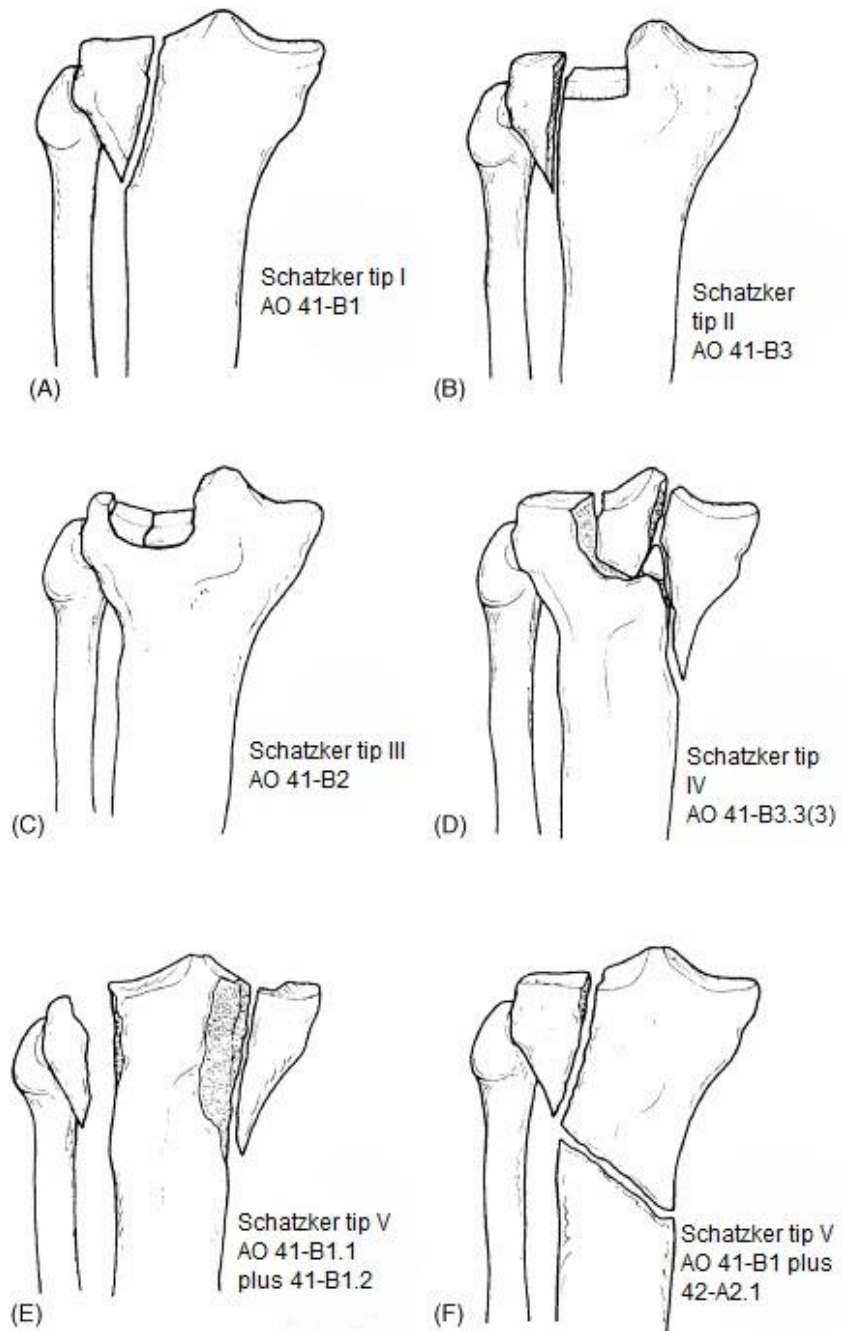 Schatzker tip I
AO 41-B1
(A)
Schatzker
tip II
AO 41-B3
(B)
Schatzker tip III
AO 41-B2
(C)
Schatzker tip
IV
AO 41-B3.3(3)
(D)
Schatzker tip V
AO 41-B1.1
plus 41-B1.2
(E)
Schatzker tip V
AO 41-B1 plus
42-A2.1
(F)